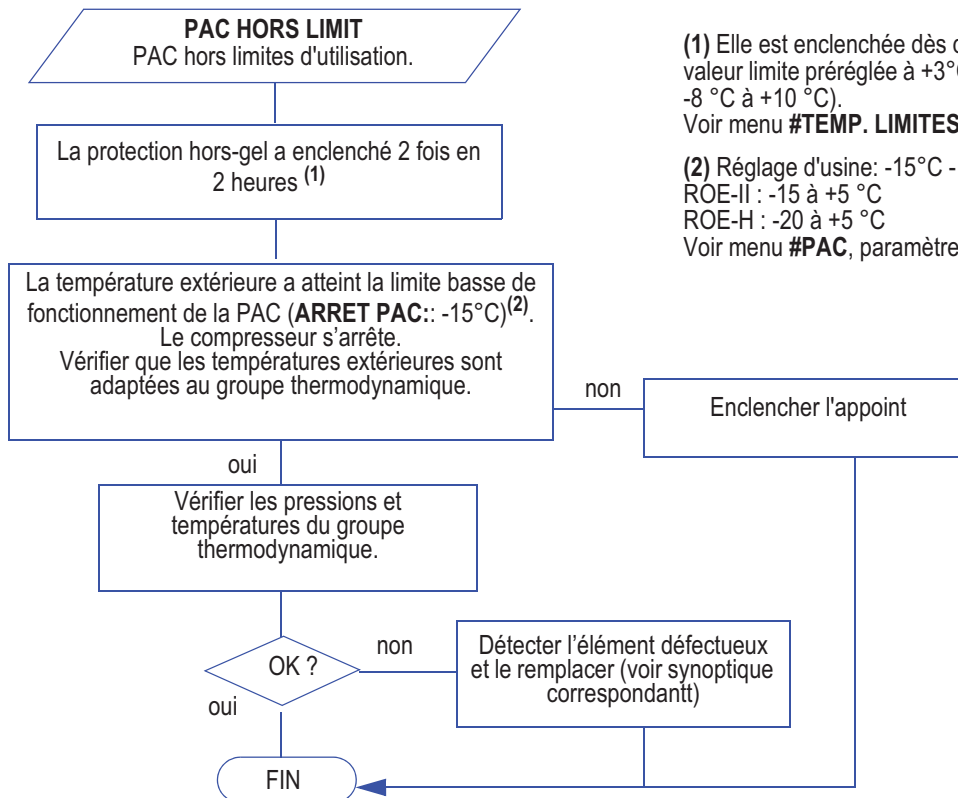 PAC HORS LIMIT
PAC hors limites d'utilisation.
(1) Elle est enclenchée dès
valeur limite préréglée à +3°
-8 °C à +10 °C).
Voir menu #TEMP. LIMITES
(2) Réglage d'usine: -15°C -
ROE-II : -15 à +5 °C
ROE-H : -20 à +5 °C
Voir menu #PAC, paramètre
La protection hors-gel a enclenché 2 fois en
2 heures (1)
La température extérieure a atteint la limite basse de
fonctionnement de la PAC (ARRET PAC:: -15°C)(2).
Le compresseur s’arrête.
Vérifier que les températures extérieures sont
adaptées au groupe thermodynamique.
non
Enclencher l'appoint
oui
Vérifier les pressions et
températures du groupe
thermodynamique.
OK ?
non
Détecter l’élément défectueux
et le remplacer (voir synoptique
correspondantt)
oui
FIN